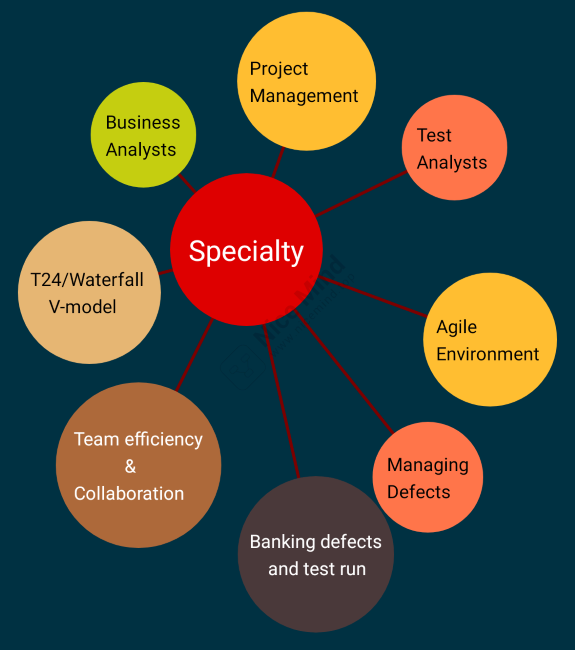 Project
Management
Business
Analysts
Test
Analysts
Specialty
T24/Waterfall
V-model
Agile
Environment
Team efficiency
&
Collaboration
Managing
Defects
Banking defects
and test run